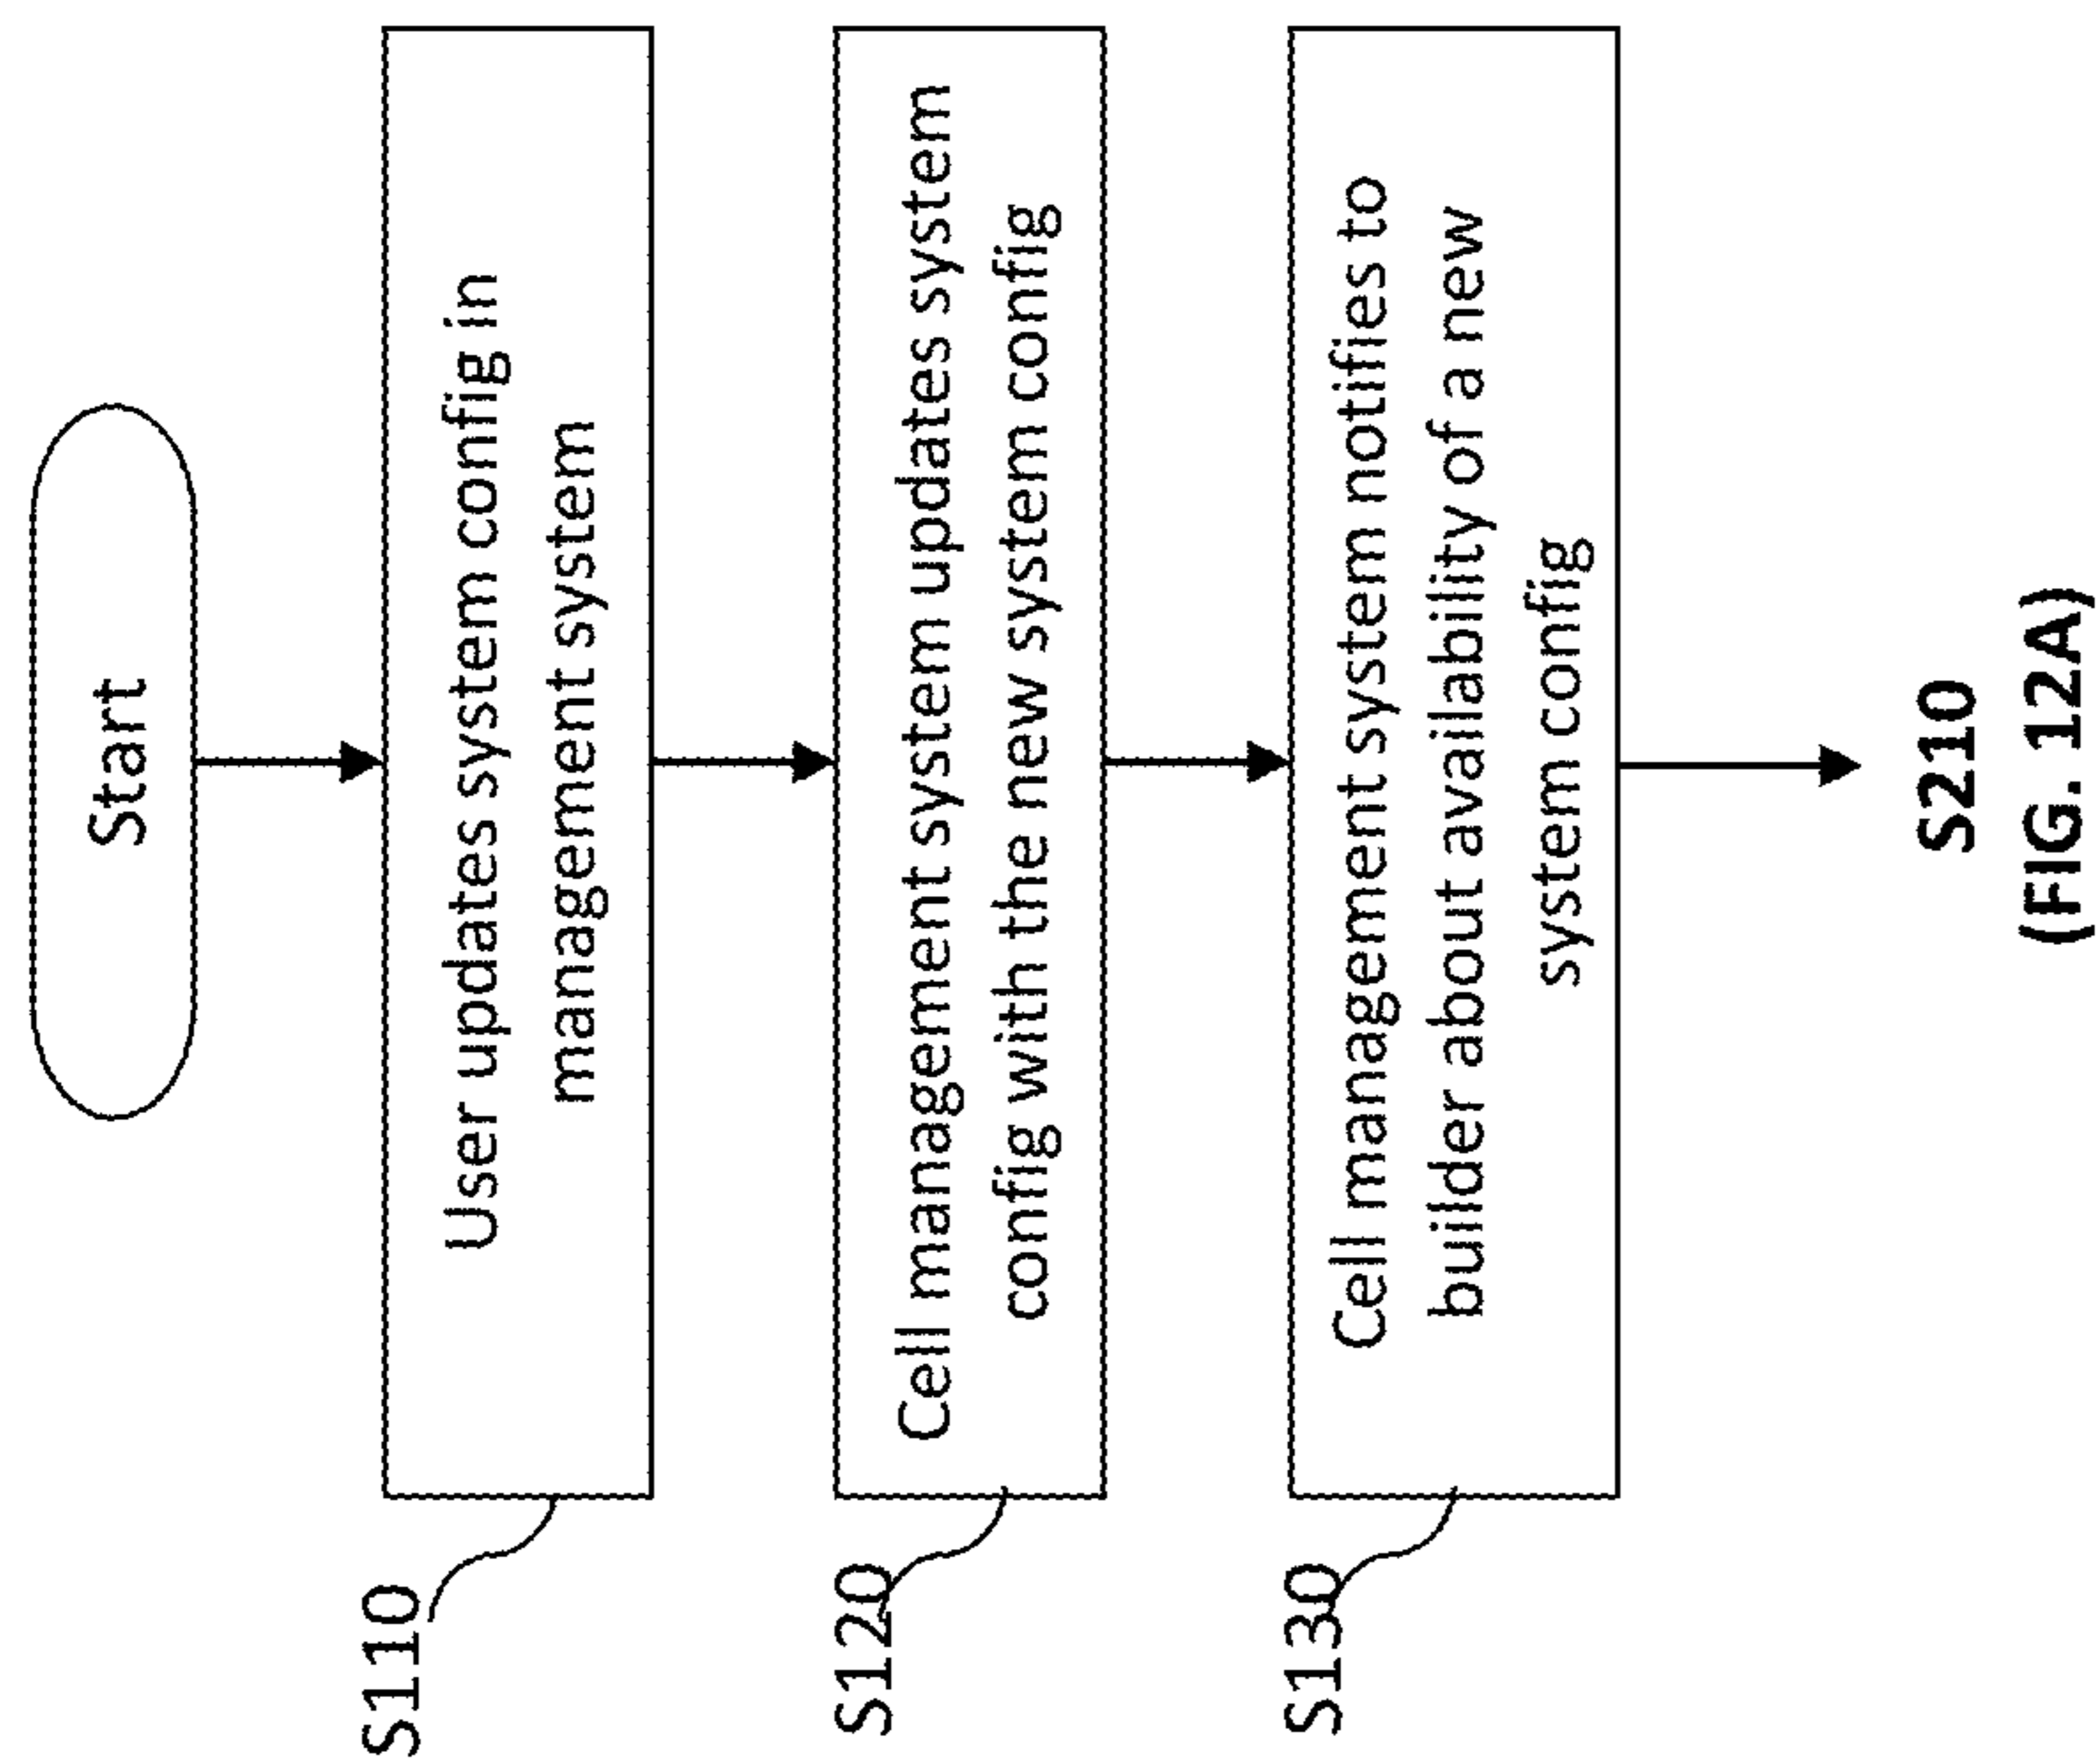 Start
S110
User updates system config in
management system
S120
Cell management system updates system
config with the new system config
S130
Cell management system notifies to
builder about availability of a new
system config
S210
(FIG. 12A)